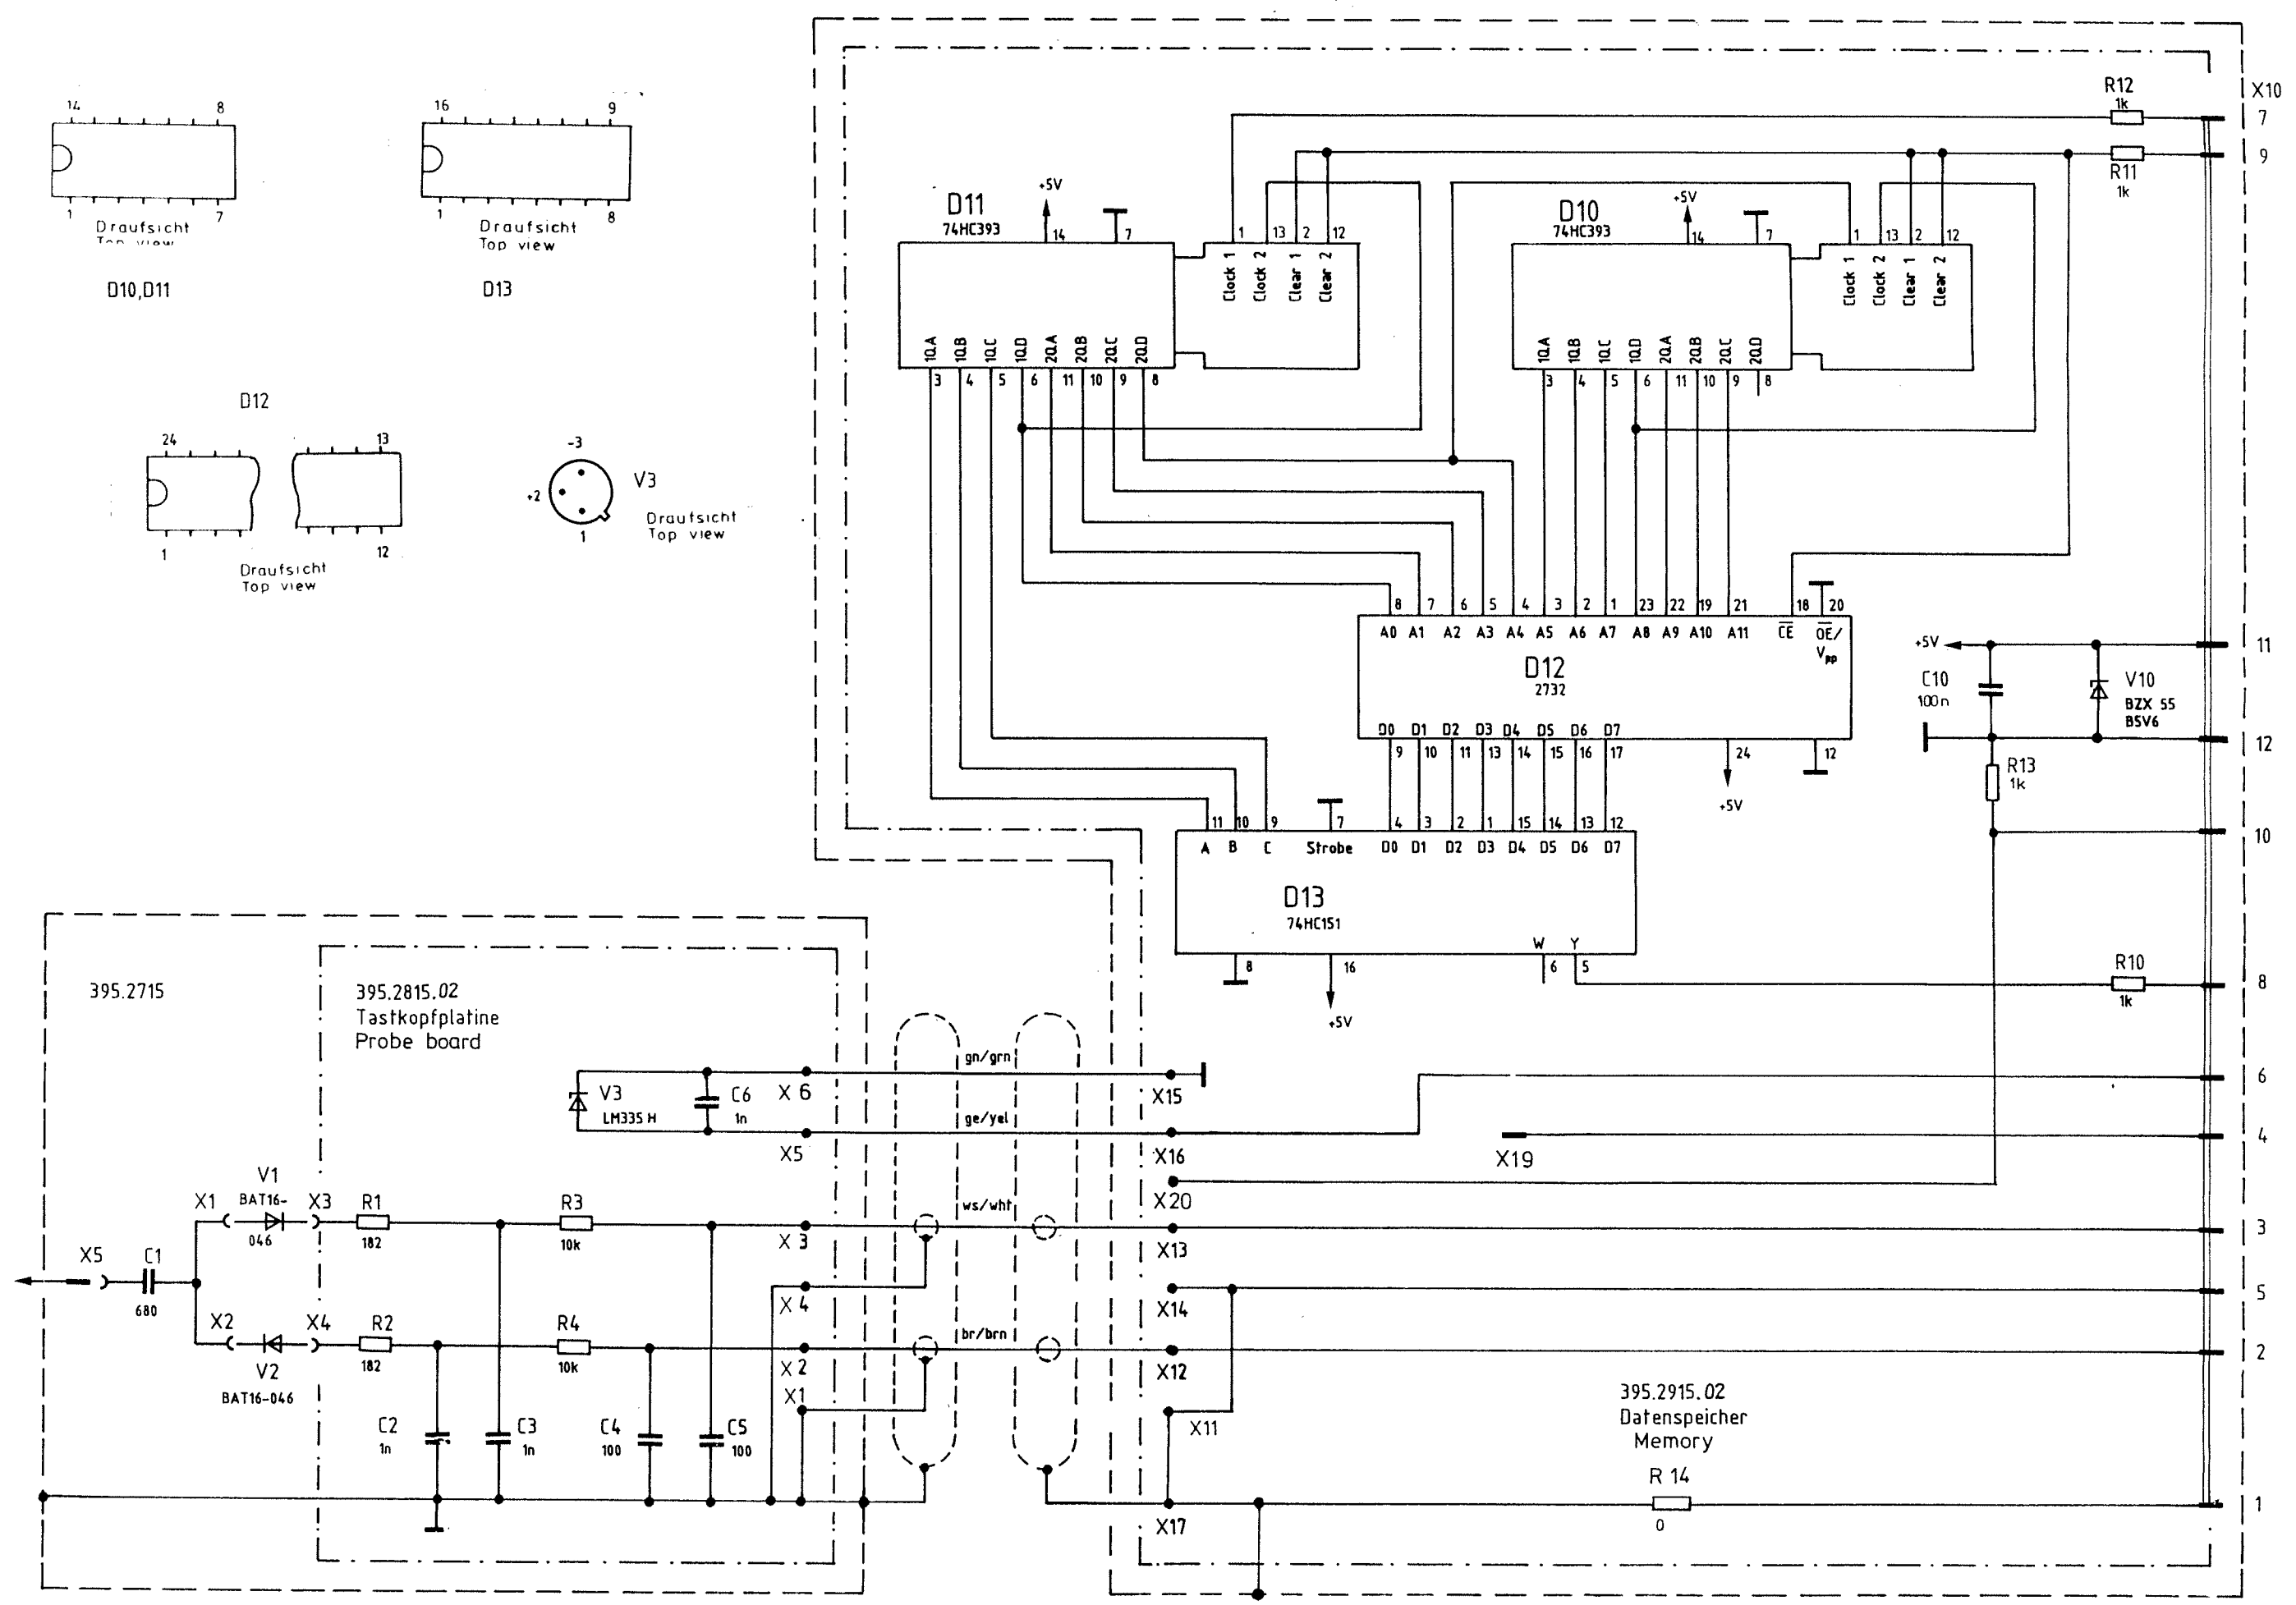 14 8
1 7
Draufsicht
Top view
D10,D11
16 9
1 8
Draufsicht
Top view
D13
D12
24 13
1 12
Draufsicht
Top view
-3
+2
1
V3
Draufsicht
Top view
X10
R12
1k
7
R11
1k
9
D11
74HC393
+5V
14 7
1 13 2 12
Clock 1
Clock 2
Clear 1
Clear 2
1QA 1QB 1QC 1QD 2QA 2QB 2QC 2QD
3 4 5 6 11 10 9 8
D10
74HC393
+5V
14 7
1 13 2 12
Clock 1
Clock 2
Clear 1
Clear 2
1QA 1QB 1QC 1QD 2QA 2QB 2QC 2QD
3 4 5 6 11 10 9 8
8 7 6 5 4 3 2 1 23 22 19 21 18 20
A0 A1 A2 A3 A4 A5 A6 A7 A8 A9 A10 A11 CE OE/
Vpp
D12
2732
D0 D1 D2 D3 D4 D5 D6 D7
9 10 11 13 14 15 16 17 24 12
+5V
+5V
11
C10
100n
V10
BZX 55
B5V6
12
R13
1k
10
11 10 9 7 4 3 2 1 15 14 13 12
A B C Strobe D0 D1 D2 D3 D4 D5 D6 D7
D13
74HC151
W Y
8 16 6 5
+5V
R10
1k
8
395.2715
395.2815.02
Tastkopfplatine
Probe board
V3
LM335 H
C6
1n
X 6
gn/grn
X15
6
X5
ge/yel
X16
X19
4
X20
X1
V1
BAT16-
046
X3
R1
182
R3
10k
X 3
ws/wht
X13
3
X5
C1
680
X 4
X14
5
X2
V2
BAT16-046
X4
R2
182
R4
10k
X 2
br/brn
X12
2
X1
X11
C2
1n
C3
1n
C4
100
C5
100
395.2915.02
Datenspeicher
Memory
R 14
0
X17
1